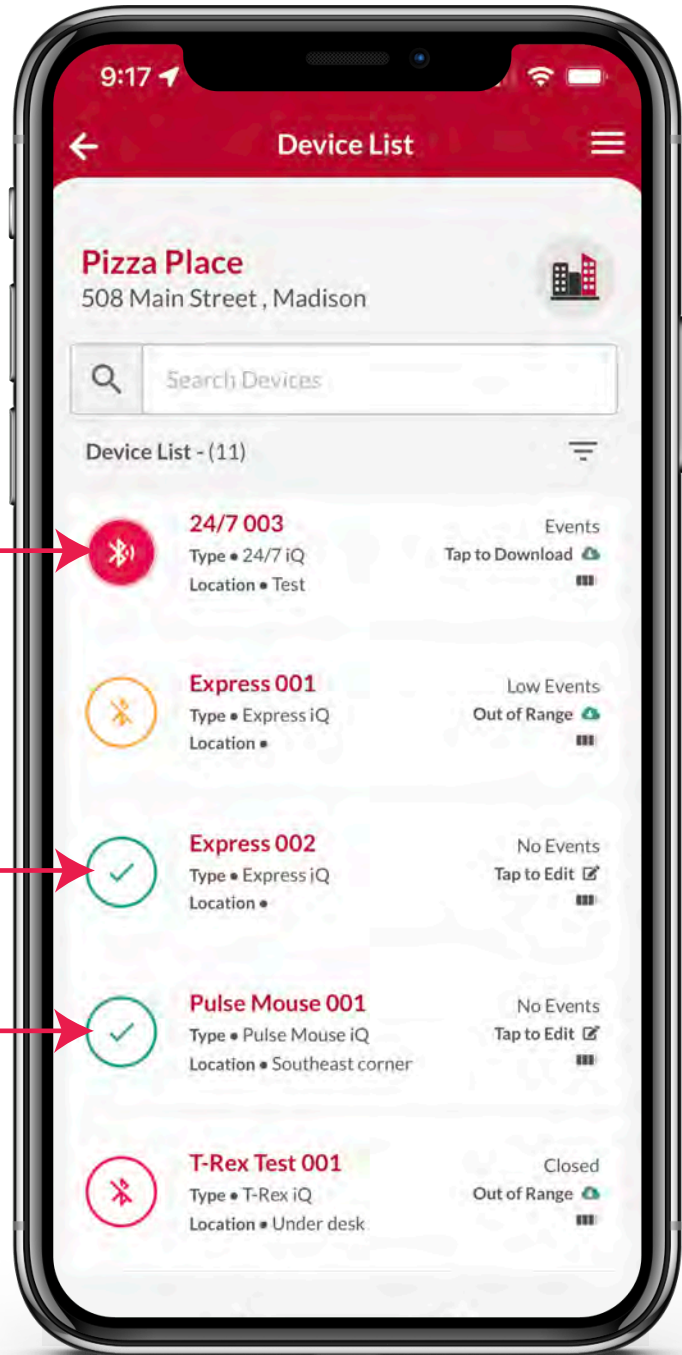 9:17
Device List
Pizza Place
508 Main Street , Madison
Search Devices
Device List - (11)
24/7 003
Events
Type • 24/7 iQ
Tap to Download
Location • Test
Express 001
Low Events
Type • Express iQ
Out of Range
Location •
Express 002
No Events
Type • Express iQ
Tap to Edit
Location •
Pulse Mouse 001
No Events
Type • Pulse Mouse iQ
Tap to Edit
Location • Southeast corner
T-Rex Test 001
Closed
Type • T-Rex iQ
Out of Range
Location • Under desk